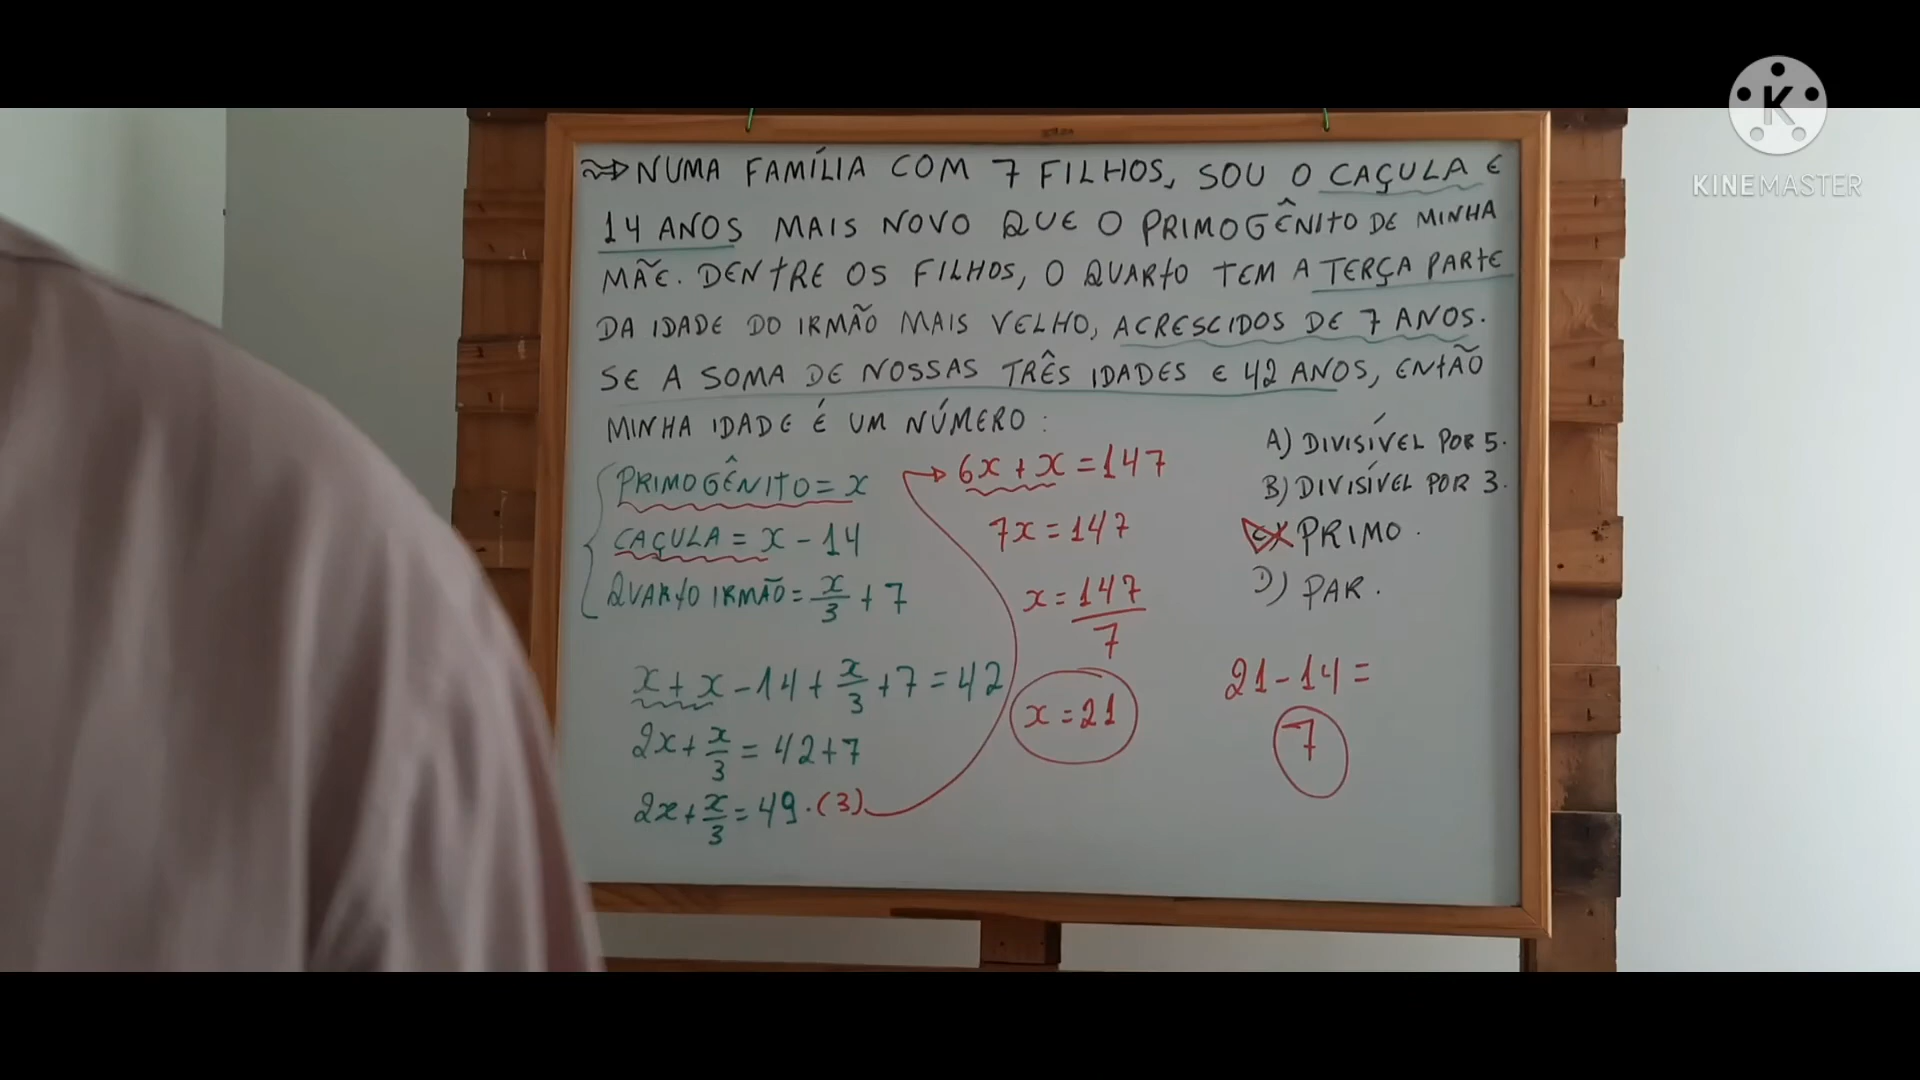 NUMA FAMÍLIA COM 7 FILHOS, SOU O CAÇULA E
14 ANOS MAIS NOVO QUE O PRIMOGÊNITO DE MINHA
MÃE. DENTRE OS FILHOS, O QUARTO TEM A TERÇA PARTE
DA IDADE DO IRMÃO MAIS VELHO, ACRESCIDOS DE 7 ANOS.
SE A SOMA DE NOSSAS TRÊS IDADES E 42 ANOS, ENTÃO
MINHA IDADE É UM NÚMERO:
A) DIVISÍVEL POR 5.
B) DIVISÍVEL POR 3.
C) PRIMO.
D) PAR.
PRIMOGÊNITO = x
CAÇULA = x - 14
QUARTO IRMÃO = x/3 + 7
x + x - 14 + x/3 + 7 = 42
2x + x/3 = 42 + 7
2x + x/3 = 49 . (3)
6x + x = 147
7x = 147
x = 147/7
x = 21
21 - 14 =
7
KINEMASTER
K